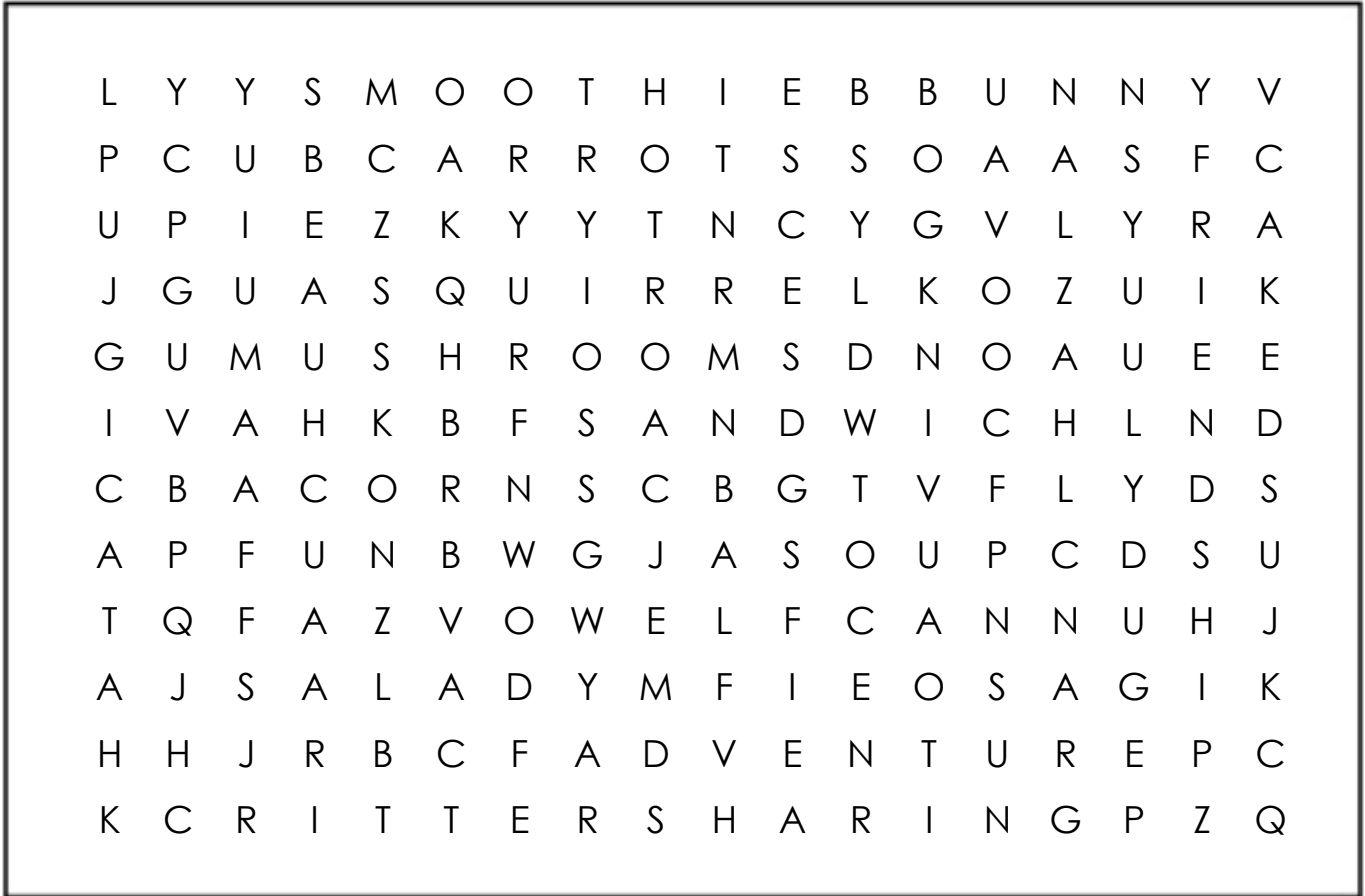 L Y Y S M O O T H I E B B U N N Y V
P C U B C A R R O T S S O A A S F C
U P I E Z K Y Y T N C Y G V L Y R A
J G U A S Q U I R R E L K O Z U I K
G U M U S H R O O M S D N O A U E E
I V A H K B F S A N D W I C H L N D
C B A C O R N S C B G T V F L Y D S
A P F U N B W G J A S O U P C D S U
T Q F A Z V O W E L F C A N N U H J
A J S A L A D Y M F I E O S A G I K
H H J R B C F A D V E N T U R E P C
K C R I T T E R S H A R I N G P Z Q